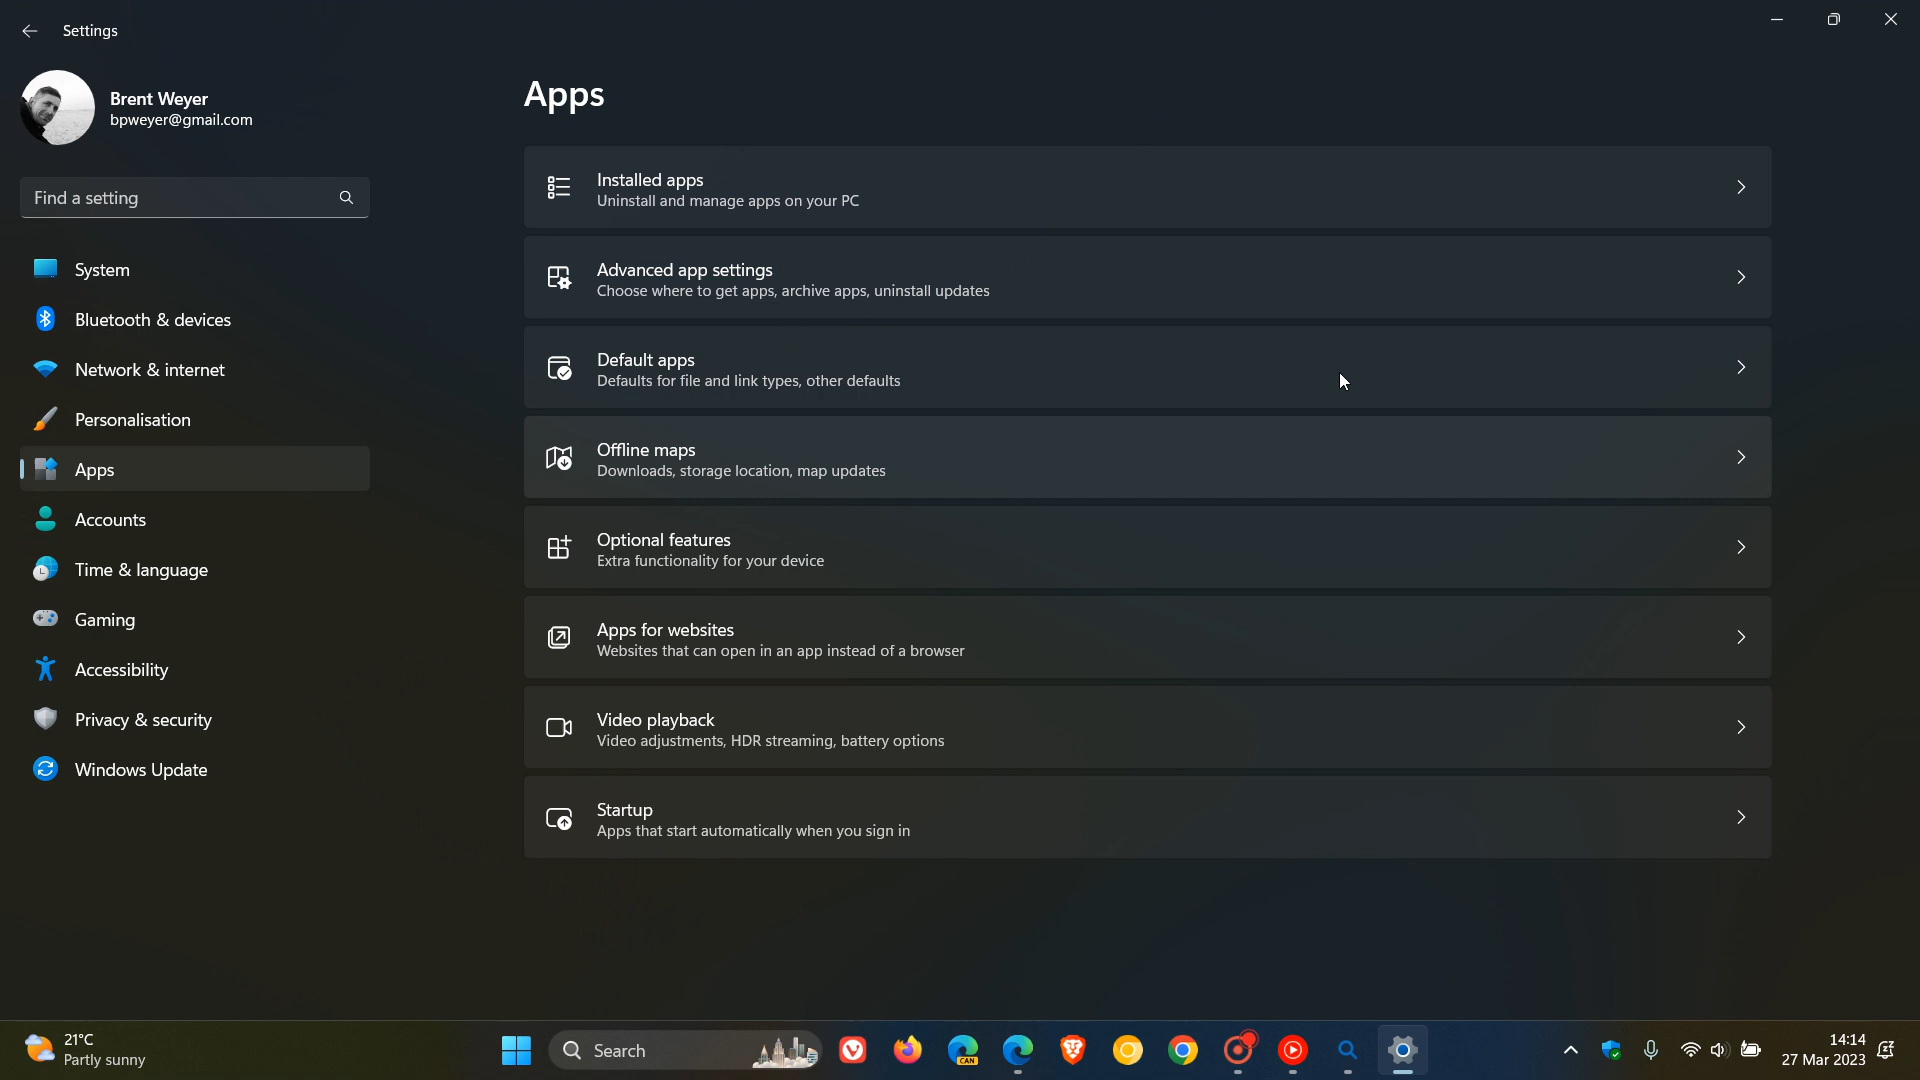 Settings
Brent Weyer
bpweyer@gmail.com
Find a setting
System
Bluetooth & devices
Network & internet
Personalisation
Apps
Accounts
Time & language
Gaming
Accessibility
Privacy & security
Windows Update
Apps
Installed apps
Uninstall and manage apps on your PC
Advanced app settings
Choose where to get apps, archive apps, uninstall updates
Default apps
Defaults for file and link types, other defaults
Offline maps
Downloads, storage location, map updates
Optional features
Extra functionality for your device
Apps for websites
Websites that can open in an app instead of a browser
Video playback
Video adjustments, HDR streaming, battery options
Startup
Apps that start automatically when you sign in
21°C
Partly sunny
Search
CAN
14:14
27 Mar 2023